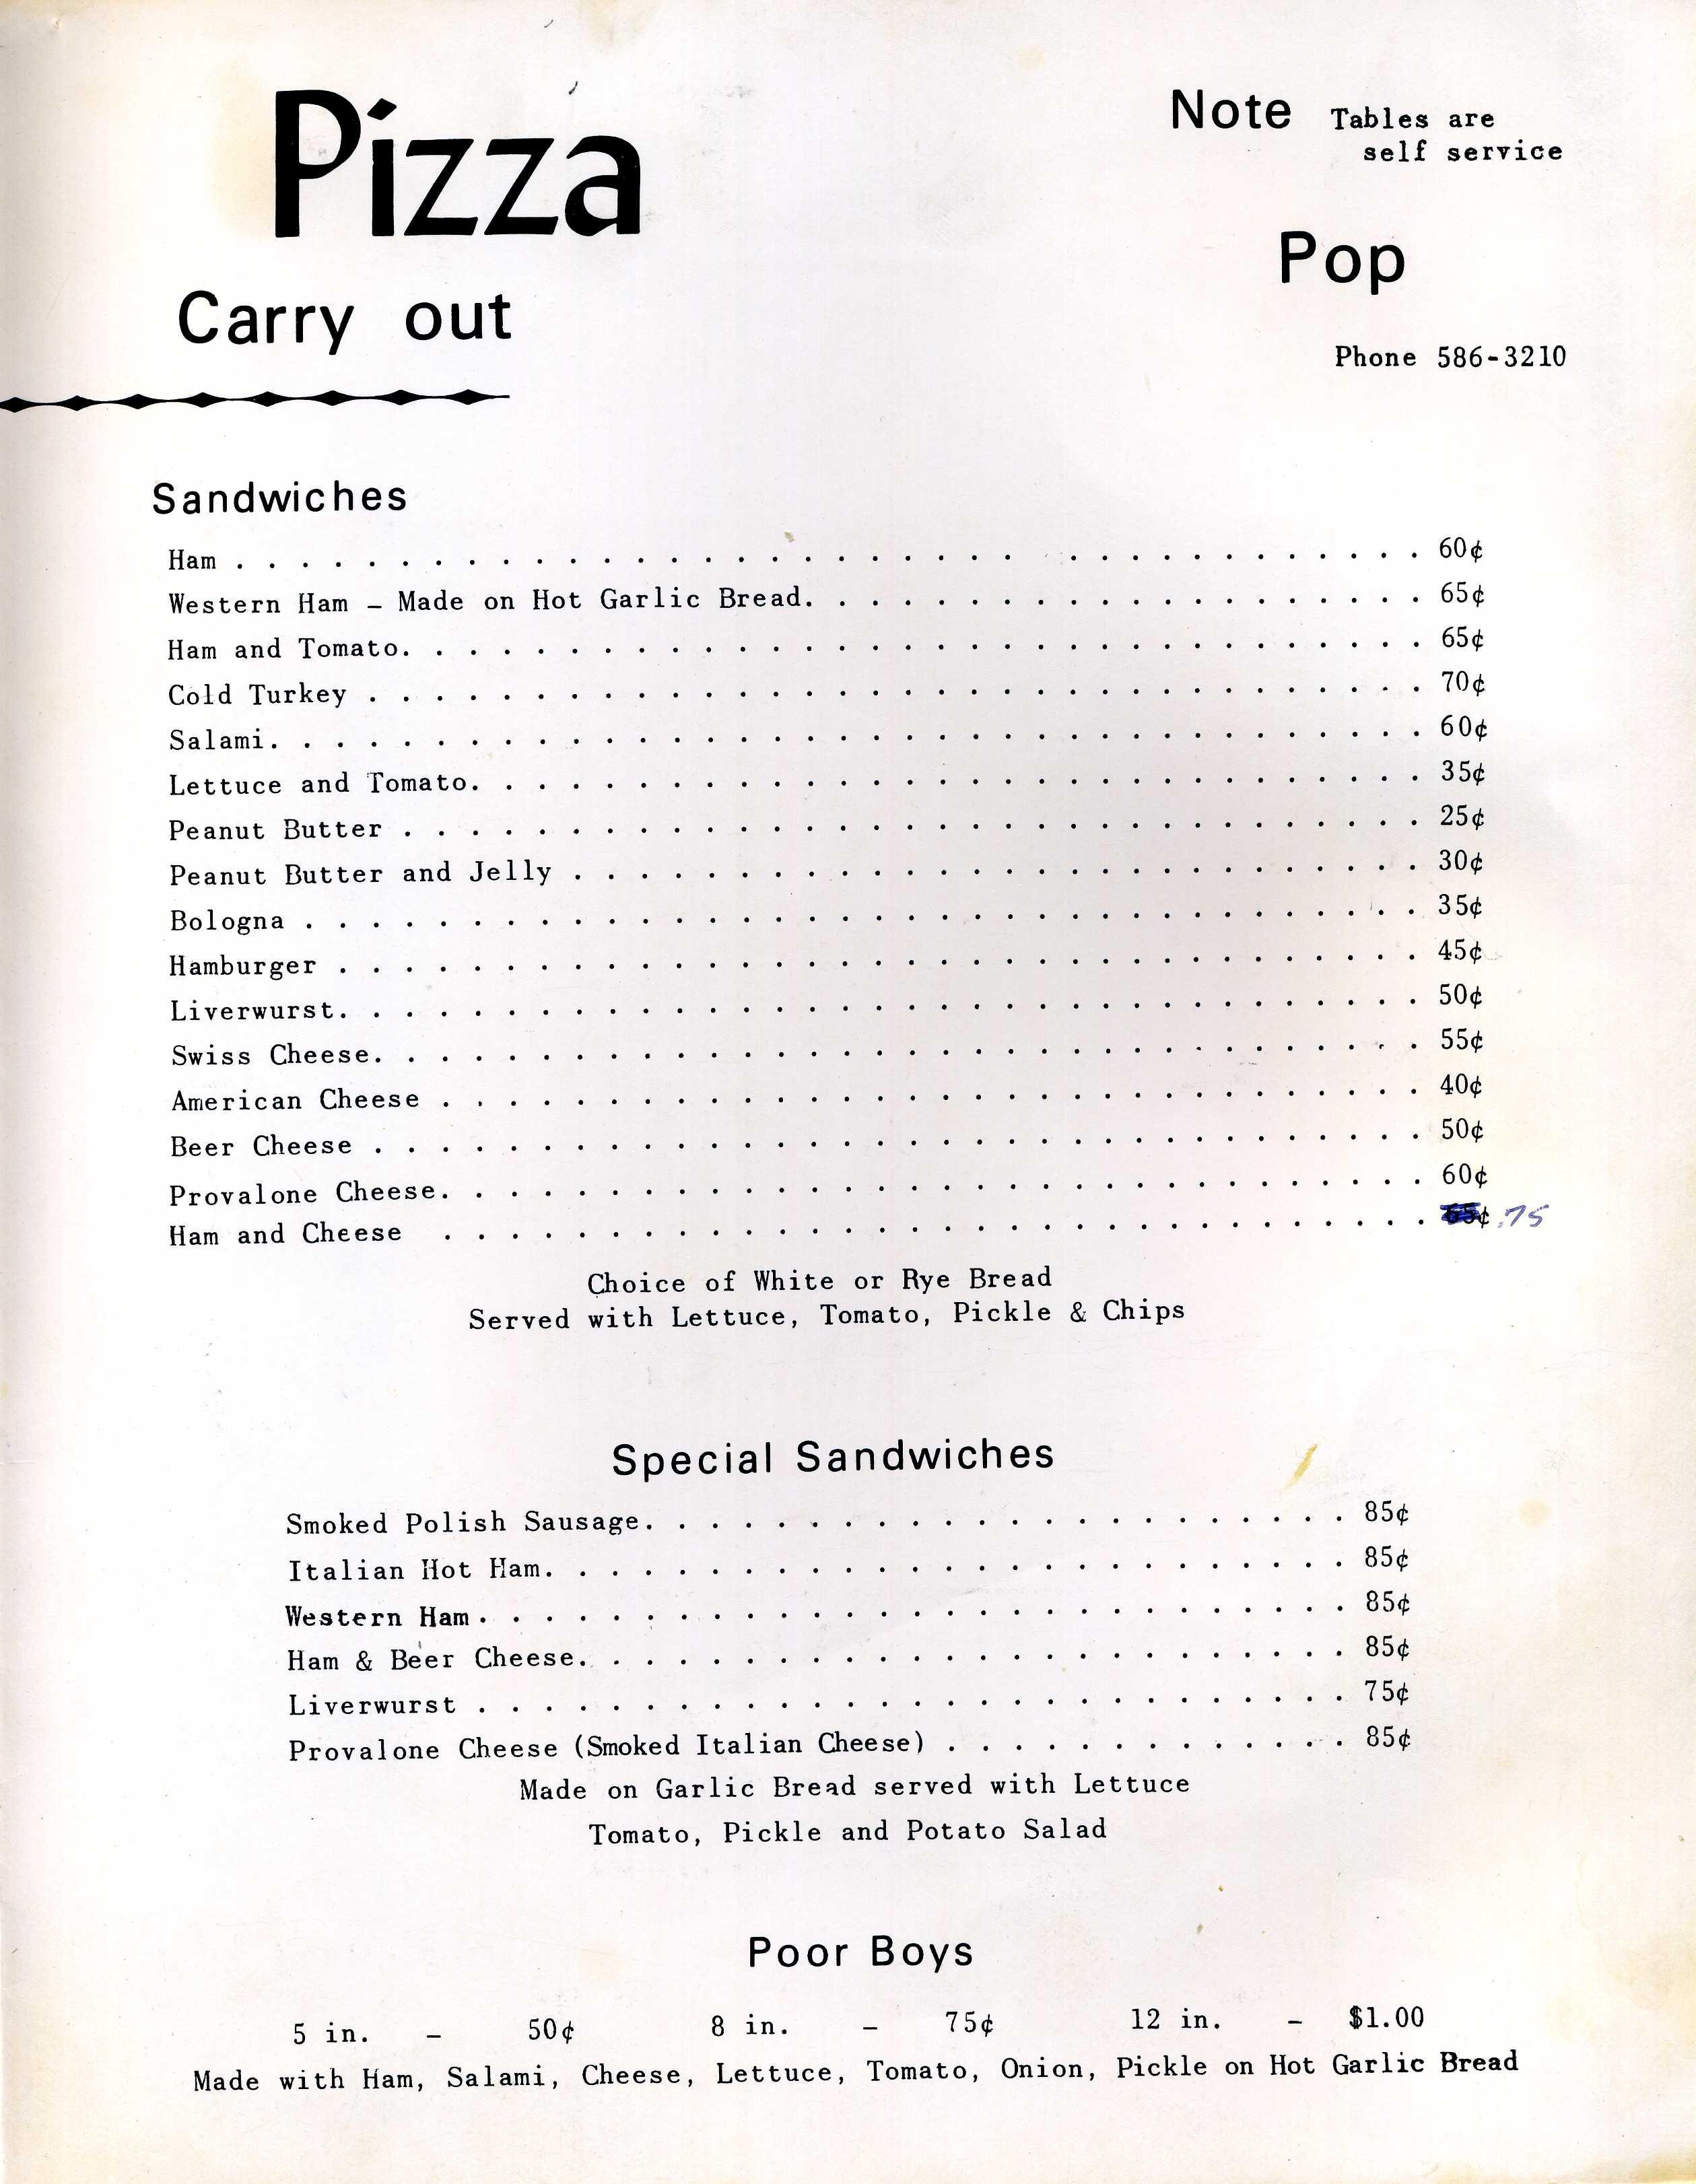 Pizza
Carry out
Note Tables are
self service
Pop
Phone 586-3210
Sandwiches
Ham . . . . . . . . . . . . . . . . . . . . . . . . . . . . . . . . . . . 60¢
Western Ham – Made on Hot Garlic Bread. . . . . . . . . . . . . . . . . . . 65¢
Ham and Tomato. . . . . . . . . . . . . . . . . . . . . . . . . . . . . . . 65¢
Cold Turkey . . . . . . . . . . . . . . . . . . . . . . . . . . . . . . . . 70¢
Salami. . . . . . . . . . . . . . . . . . . . . . . . . . . . . . . . . . . 60¢
Lettuce and Tomato. . . . . . . . . . . . . . . . . . . . . . . . . . . . . 35¢
Peanut Butter . . . . . . . . . . . . . . . . . . . . . . . . . . . . . . . 25¢
Peanut Butter and Jelly . . . . . . . . . . . . . . . . . . . . . . . . . . 30¢
Bologna . . . . . . . . . . . . . . . . . . . . . . . . . . . . . . . . . . 35¢
Hamburger . . . . . . . . . . . . . . . . . . . . . . . . . . . . . . . . . 45¢
Liverwurst. . . . . . . . . . . . . . . . . . . . . . . . . . . . . . . . . 50¢
Swiss Cheese. . . . . . . . . . . . . . . . . . . . . . . . . . . . . . . . 55¢
American Cheese . . . . . . . . . . . . . . . . . . . . . . . . . . . . . . 40¢
Beer Cheese . . . . . . . . . . . . . . . . . . . . . . . . . . . . . . . . 50¢
Provalone Cheese. . . . . . . . . . . . . . . . . . . . . . . . . . . . . . 60¢
Ham and Cheese . . . . . . . . . . . . . . . . . . . . . . . . . . . . . . 65¢ .75
Choice of White or Rye Bread
Served with Lettuce, Tomato, Pickle & Chips
Special Sandwiches
Smoked Polish Sausage. . . . . . . . . . . . . . . . . . . . . . 85¢
Italian Hot Ham. . . . . . . . . . . . . . . . . . . . . . . . . 85¢
Western Ham . . . . . . . . . . . . . . . . . . . . . . . . . . . 85¢
Ham & Beer Cheese. . . . . . . . . . . . . . . . . . . . . . . . 85¢
Liverwurst . . . . . . . . . . . . . . . . . . . . . . . . . . . 75¢
Provalone Cheese (Smoked Italian Cheese) . . . . . . . . . . . . . 85¢
Made on Garlic Bread served with Lettuce
Tomato, Pickle and Potato Salad
Poor Boys
5 in. – 50¢ 8 in. – 75¢ 12 in. – $1.00
Made with Ham, Salami, Cheese, Lettuce, Tomato, Onion, Pickle on Hot Garlic Bread